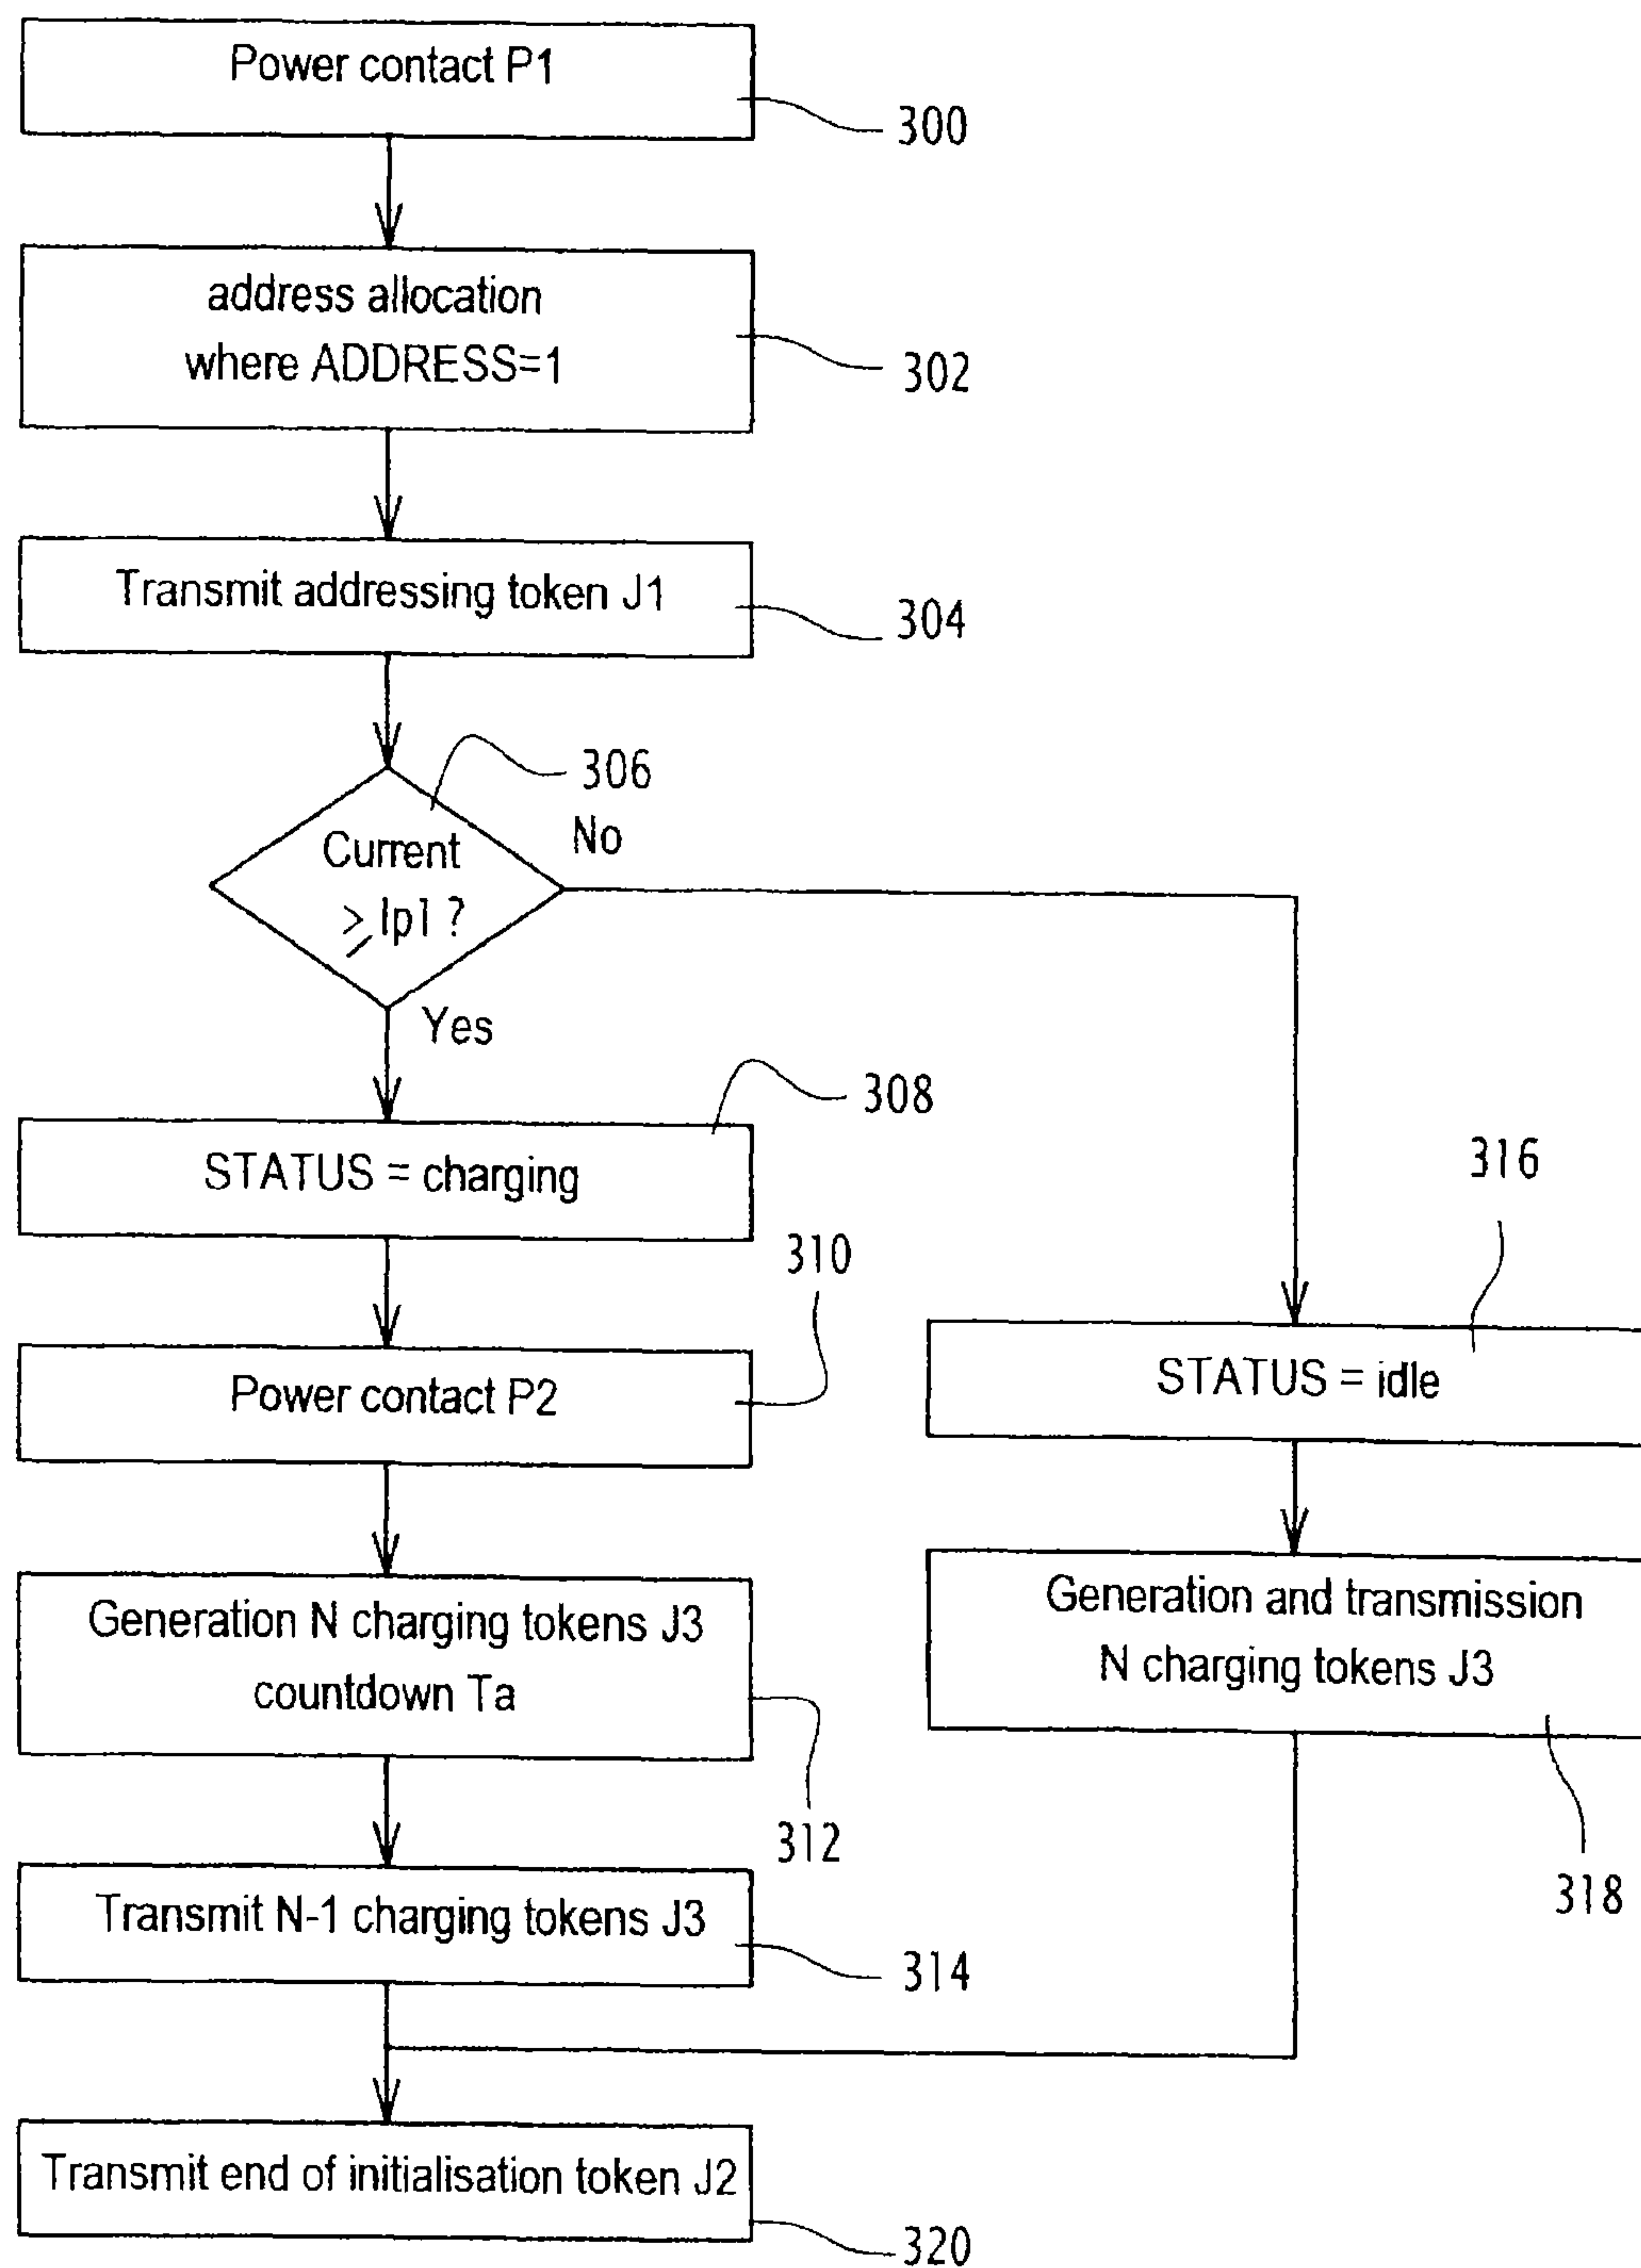 Power contact P1
300
address allocation
where ADDRESS=1
302
Transmit addressing token J1
304
306
Current
≥ Ip1 ?
No
Yes
308
STATUS = charging
310
316
Power contact P2
STATUS = idle
Generation N charging tokens J3
countdown Ta
312
Generation and transmission
N charging tokens J3
318
Transmit N-1 charging tokens J3
314
Transmit end of initialisation token J2
320